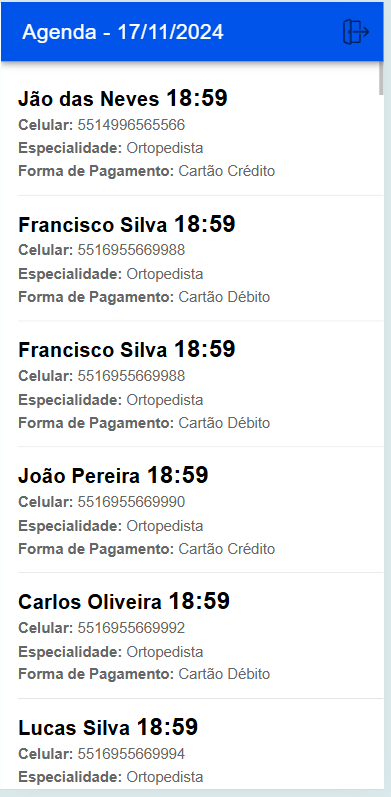 Agenda - 17/11/2024
Jão das Neves 18:59
Celular: 5514996565566
Especialidade: Ortopedista
Forma de Pagamento: Cartão Crédito
Francisco Silva 18:59
Celular: 5516955669988
Especialidade: Ortopedista
Forma de Pagamento: Cartão Débito
Francisco Silva 18:59
Celular: 5516955669988
Especialidade: Ortopedista
Forma de Pagamento: Cartão Débito
João Pereira 18:59
Celular: 5516955669990
Especialidade: Ortopedista
Forma de Pagamento: Cartão Crédito
Carlos Oliveira 18:59
Celular: 5516955669992
Especialidade: Ortopedista
Forma de Pagamento: Cartão Débito
Lucas Silva 18:59
Celular: 5516955669994
Especialidade: Ortopedista